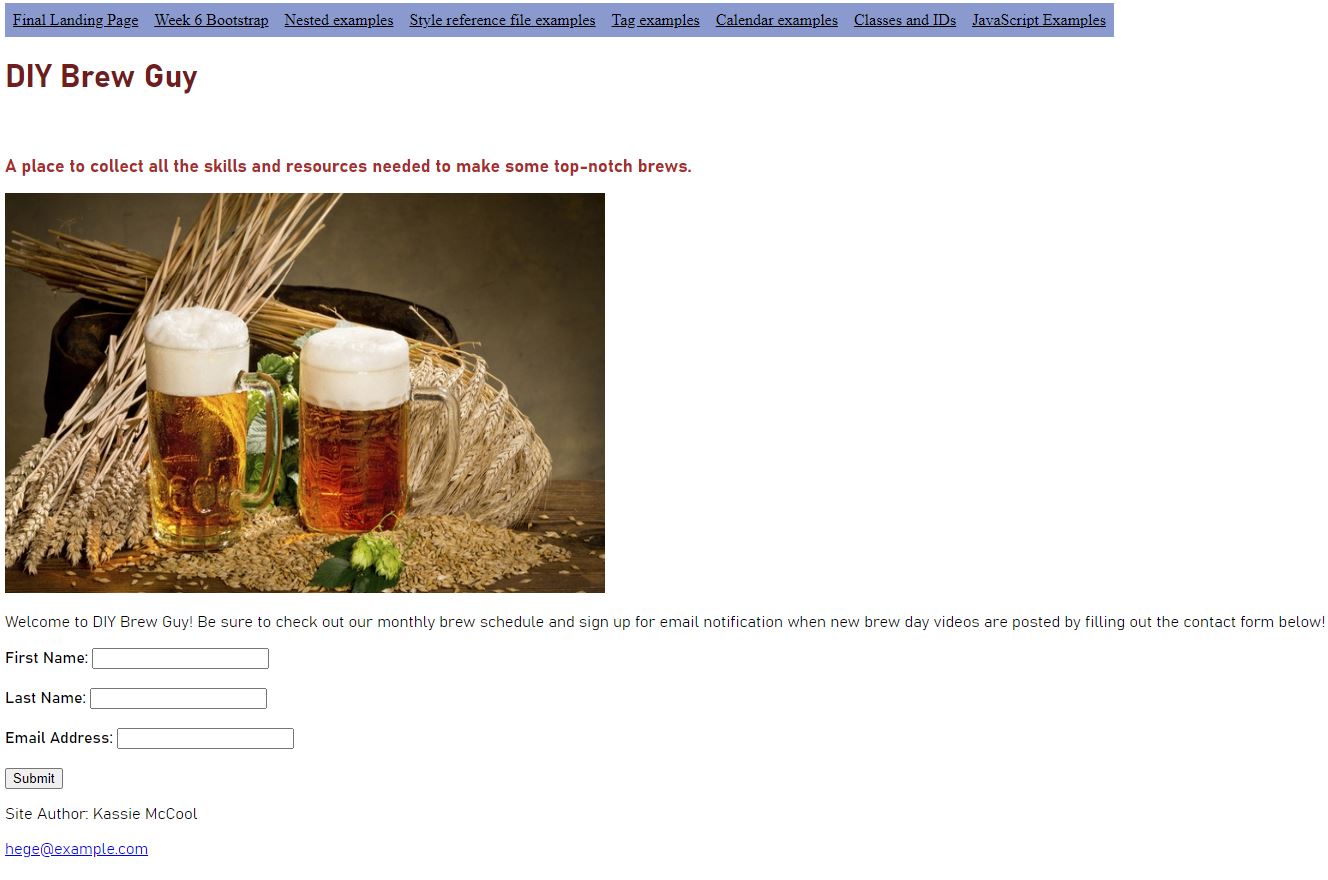 Final Landing Page Week 6 Bootstrap Nested examples Style reference file examples Tag examples Calendar examples Classes and IDs JavaScript Examples
DIY Brew Guy
A place to collect all the skills and resources needed to make some top-notch brews.
Welcome to DIY Brew Guy! Be sure to check out our monthly brew schedule and sign up for email notification when new brew day videos are posted by filling out the contact form below!
First Name:
Last Name:
Email Address:
Submit
Site Author: Kassie McCool
hege@example.com